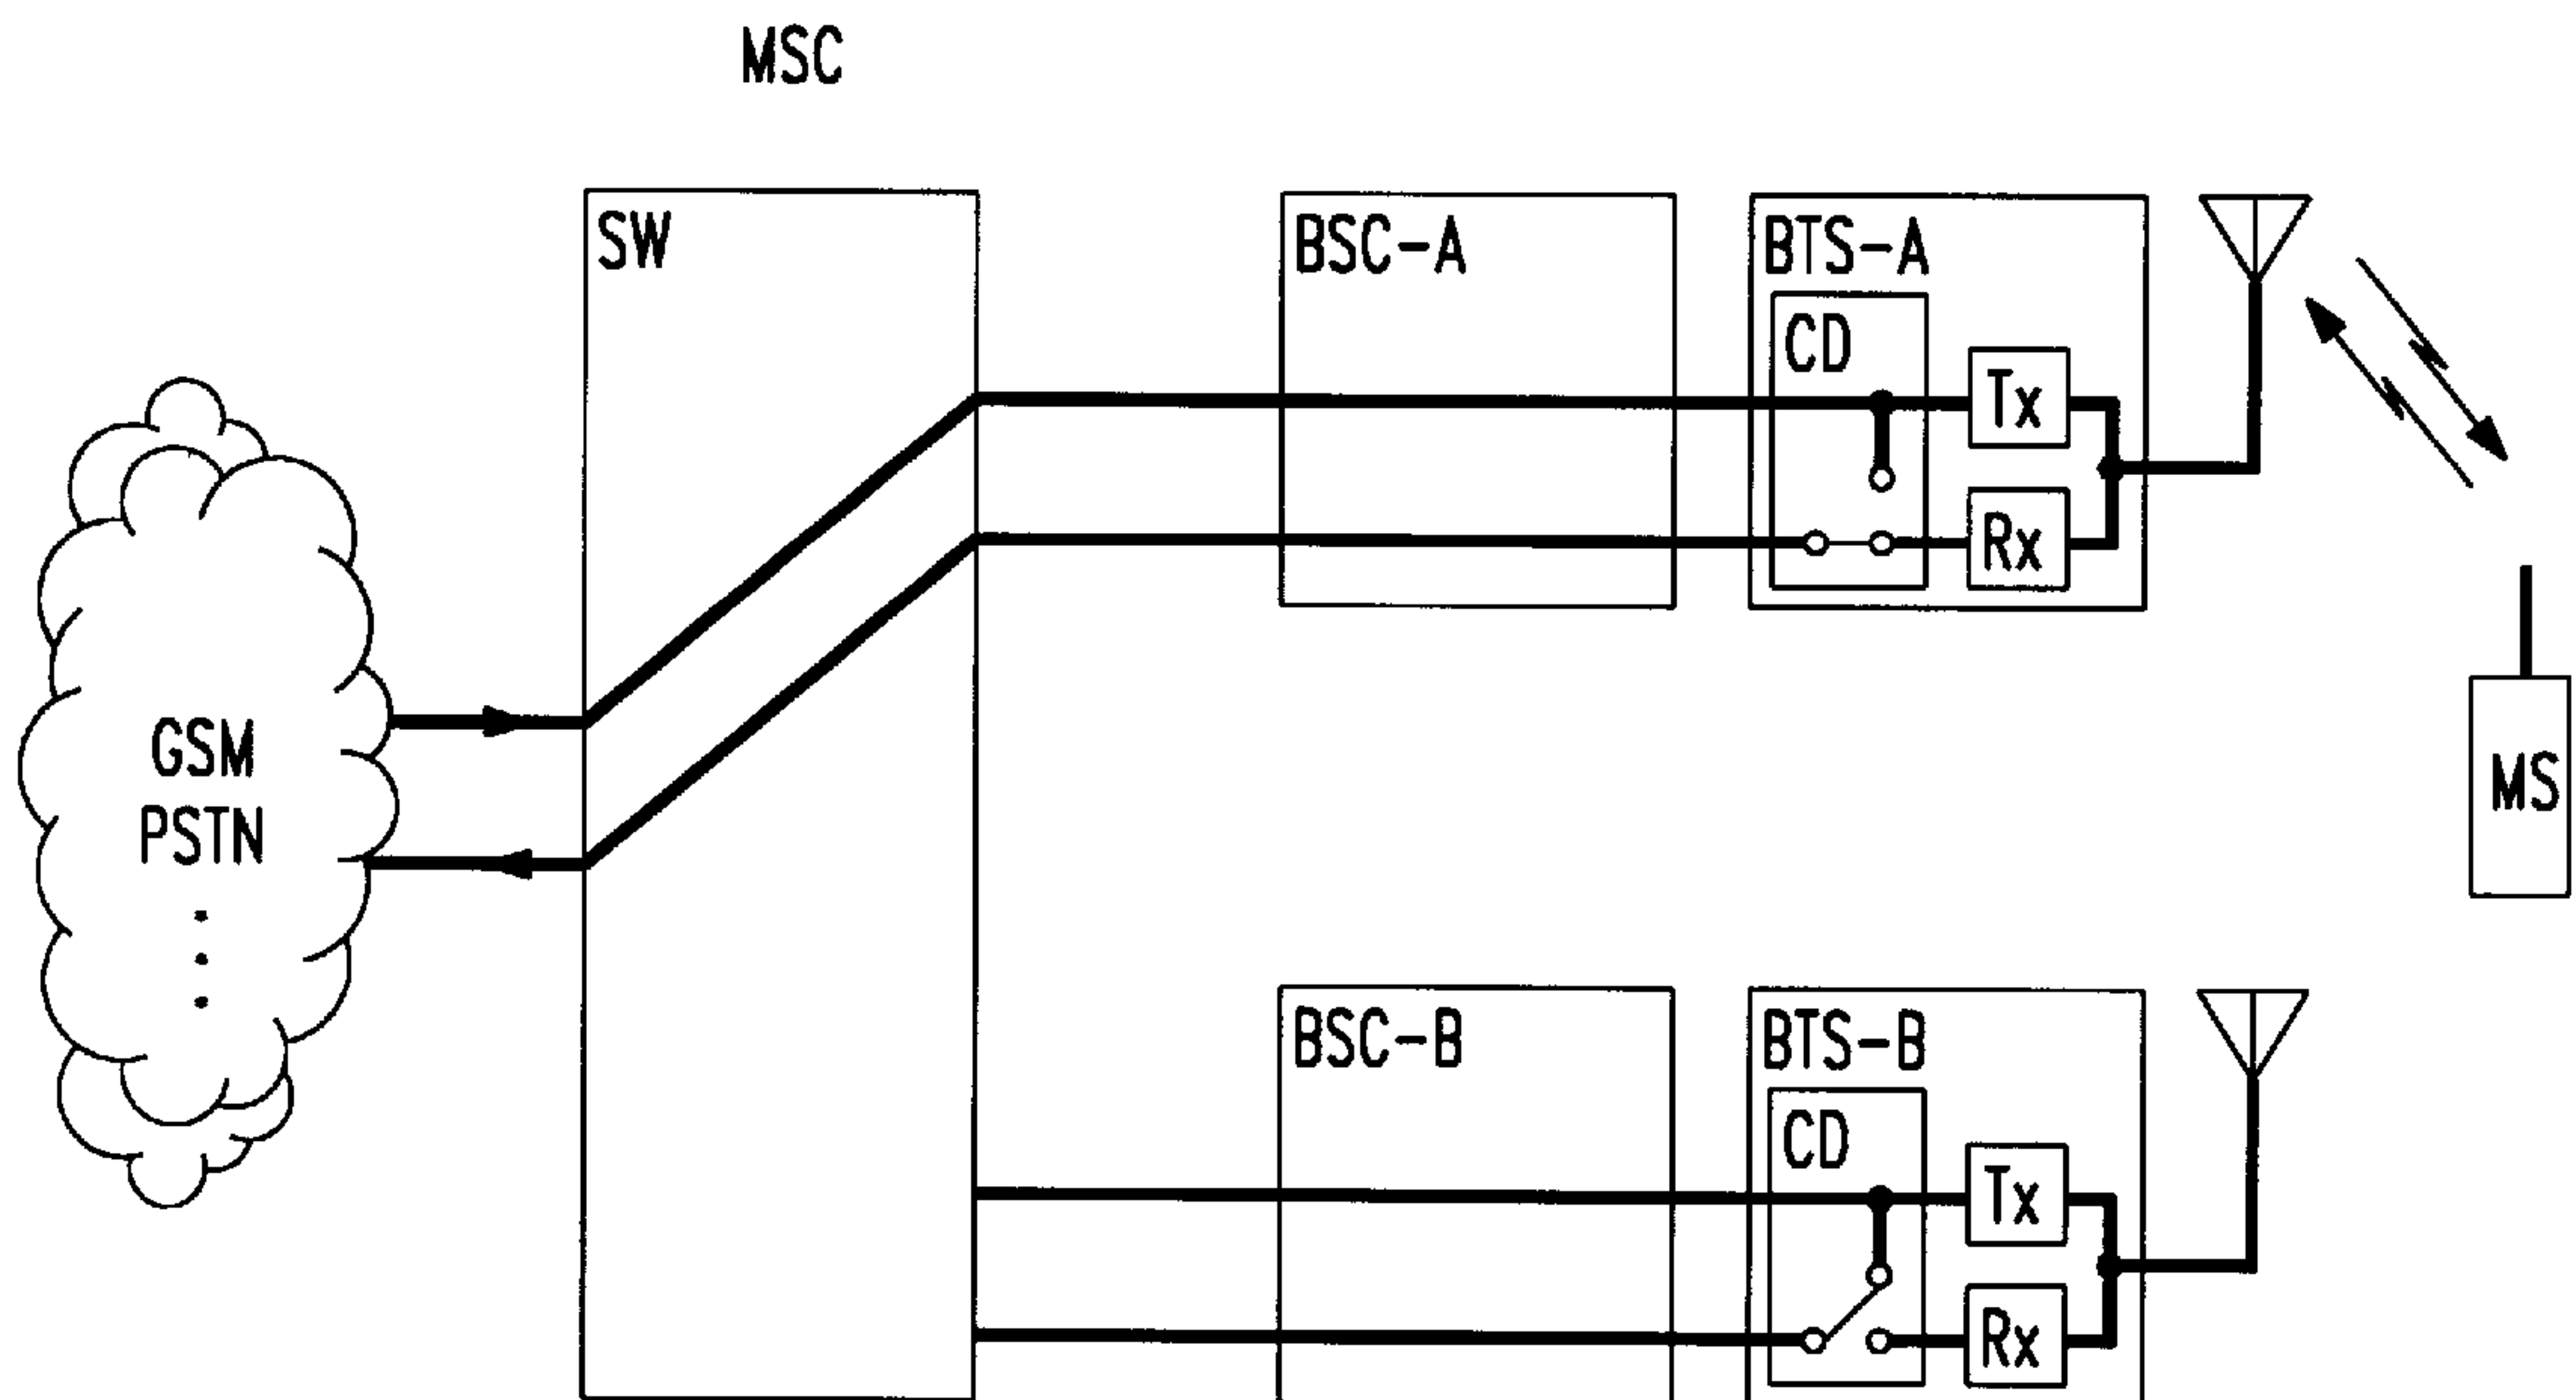 MSC
SW
BSC-A
BTS-A
CD
Tx
Rx
GSM
PSTN
MS
BSC-B
BTS-B
CD
Tx
Rx